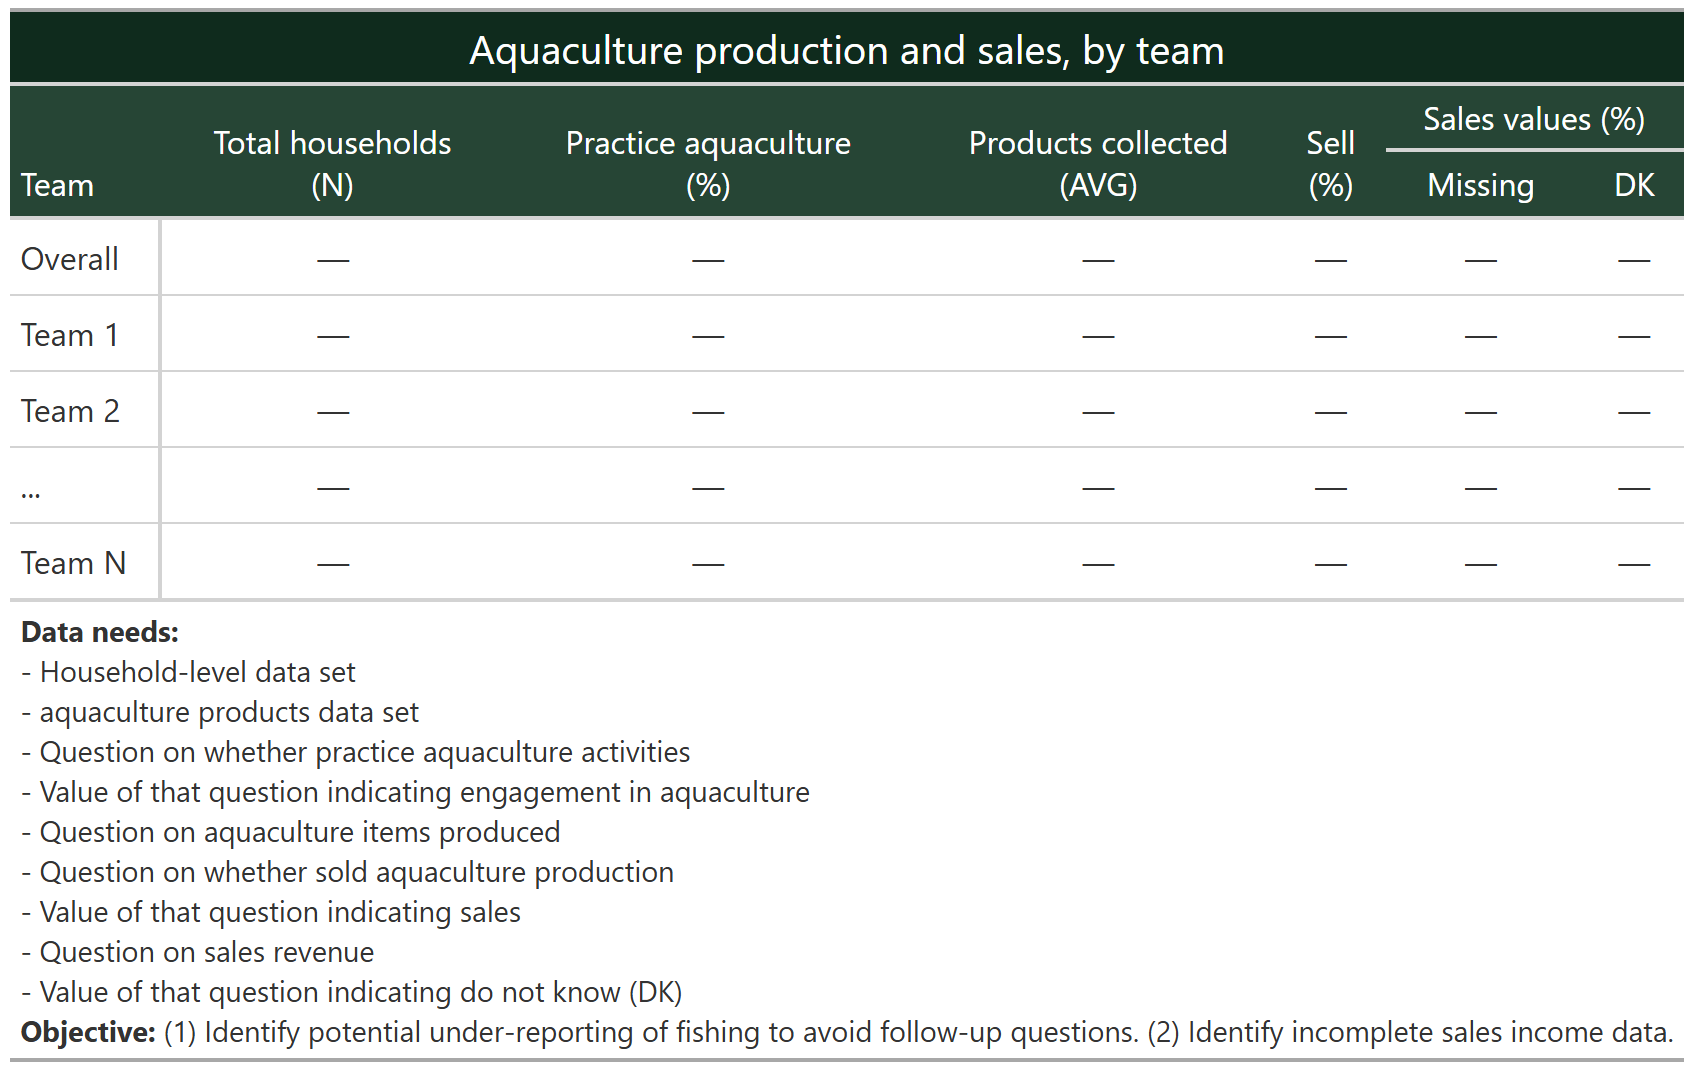 Aquaculture production and sales, by team
Team Total households (N) Practice aquaculture (%) Products collected (AVG) Sell (%) Sales values (%)
Missing DK
Overall — — — — — —
Team 1 — — — — — —
Team 2 — — — — — —
... — — — — — —
Team N — — — — — —
Data needs:
- Household-level data set
- aquaculture products data set
- Question on whether practice aquaculture activities
- Value of that question indicating engagement in aquaculture
- Question on aquaculture items produced
- Question on whether sold aquaculture production
- Value of that question indicating sales
- Question on sales revenue
- Value of that question indicating do not know (DK)
Objective: (1) Identify potential under-reporting of fishing to avoid follow-up questions. (2) Identify incomplete sales income data.